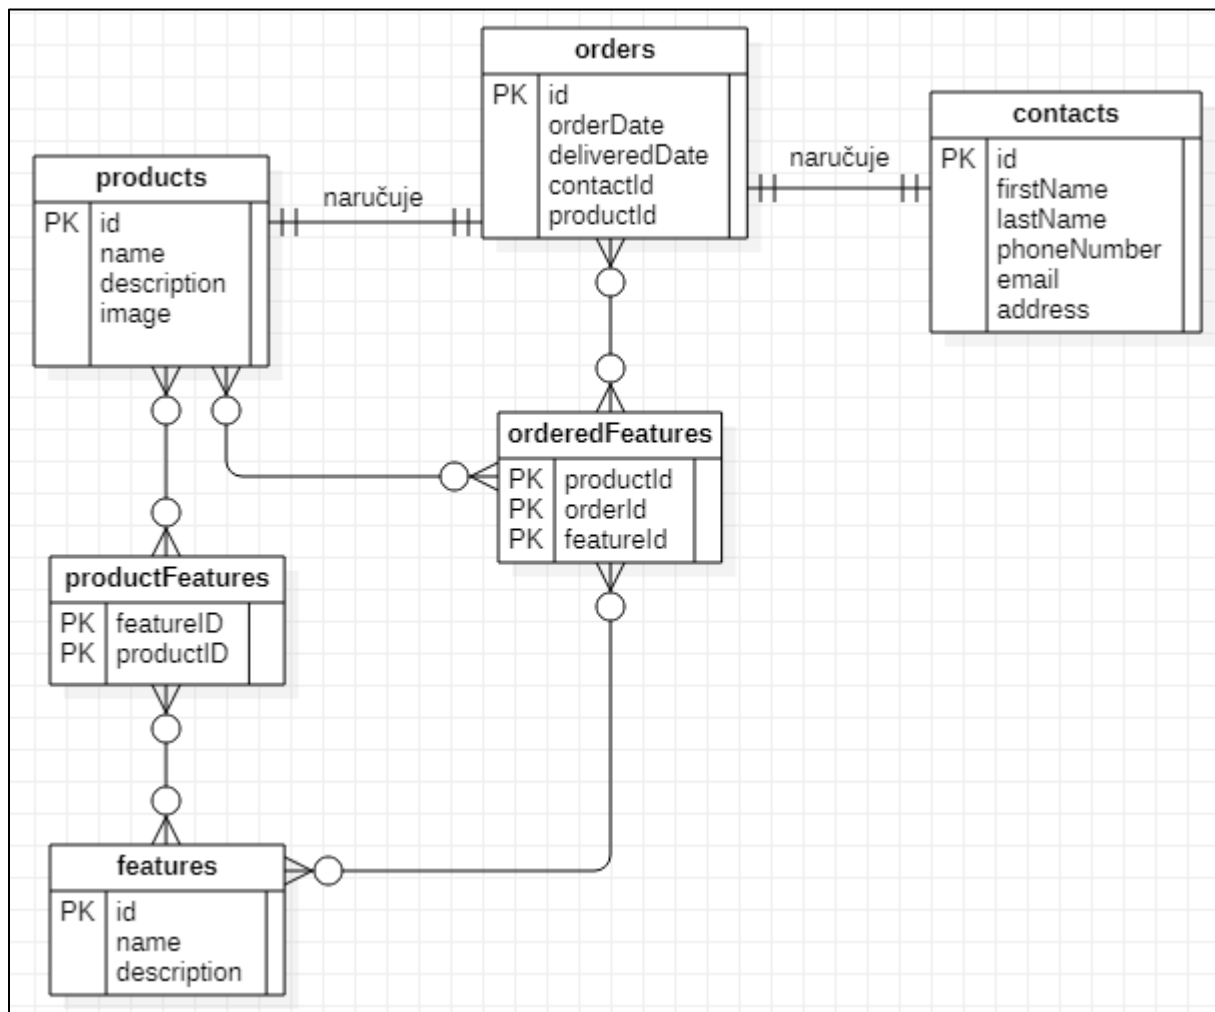 orders
PK id
orderDate
deliveredDate
contactId
productId
contacts
PK id
firstName
lastName
phoneNumber
email
address
naručuje
products
PK id
name
description
image
naručuje
orderedFeatures
PK productId
PK orderId
PK featureId
productFeatures
PK featureID
PK productID
features
PK id
name
description